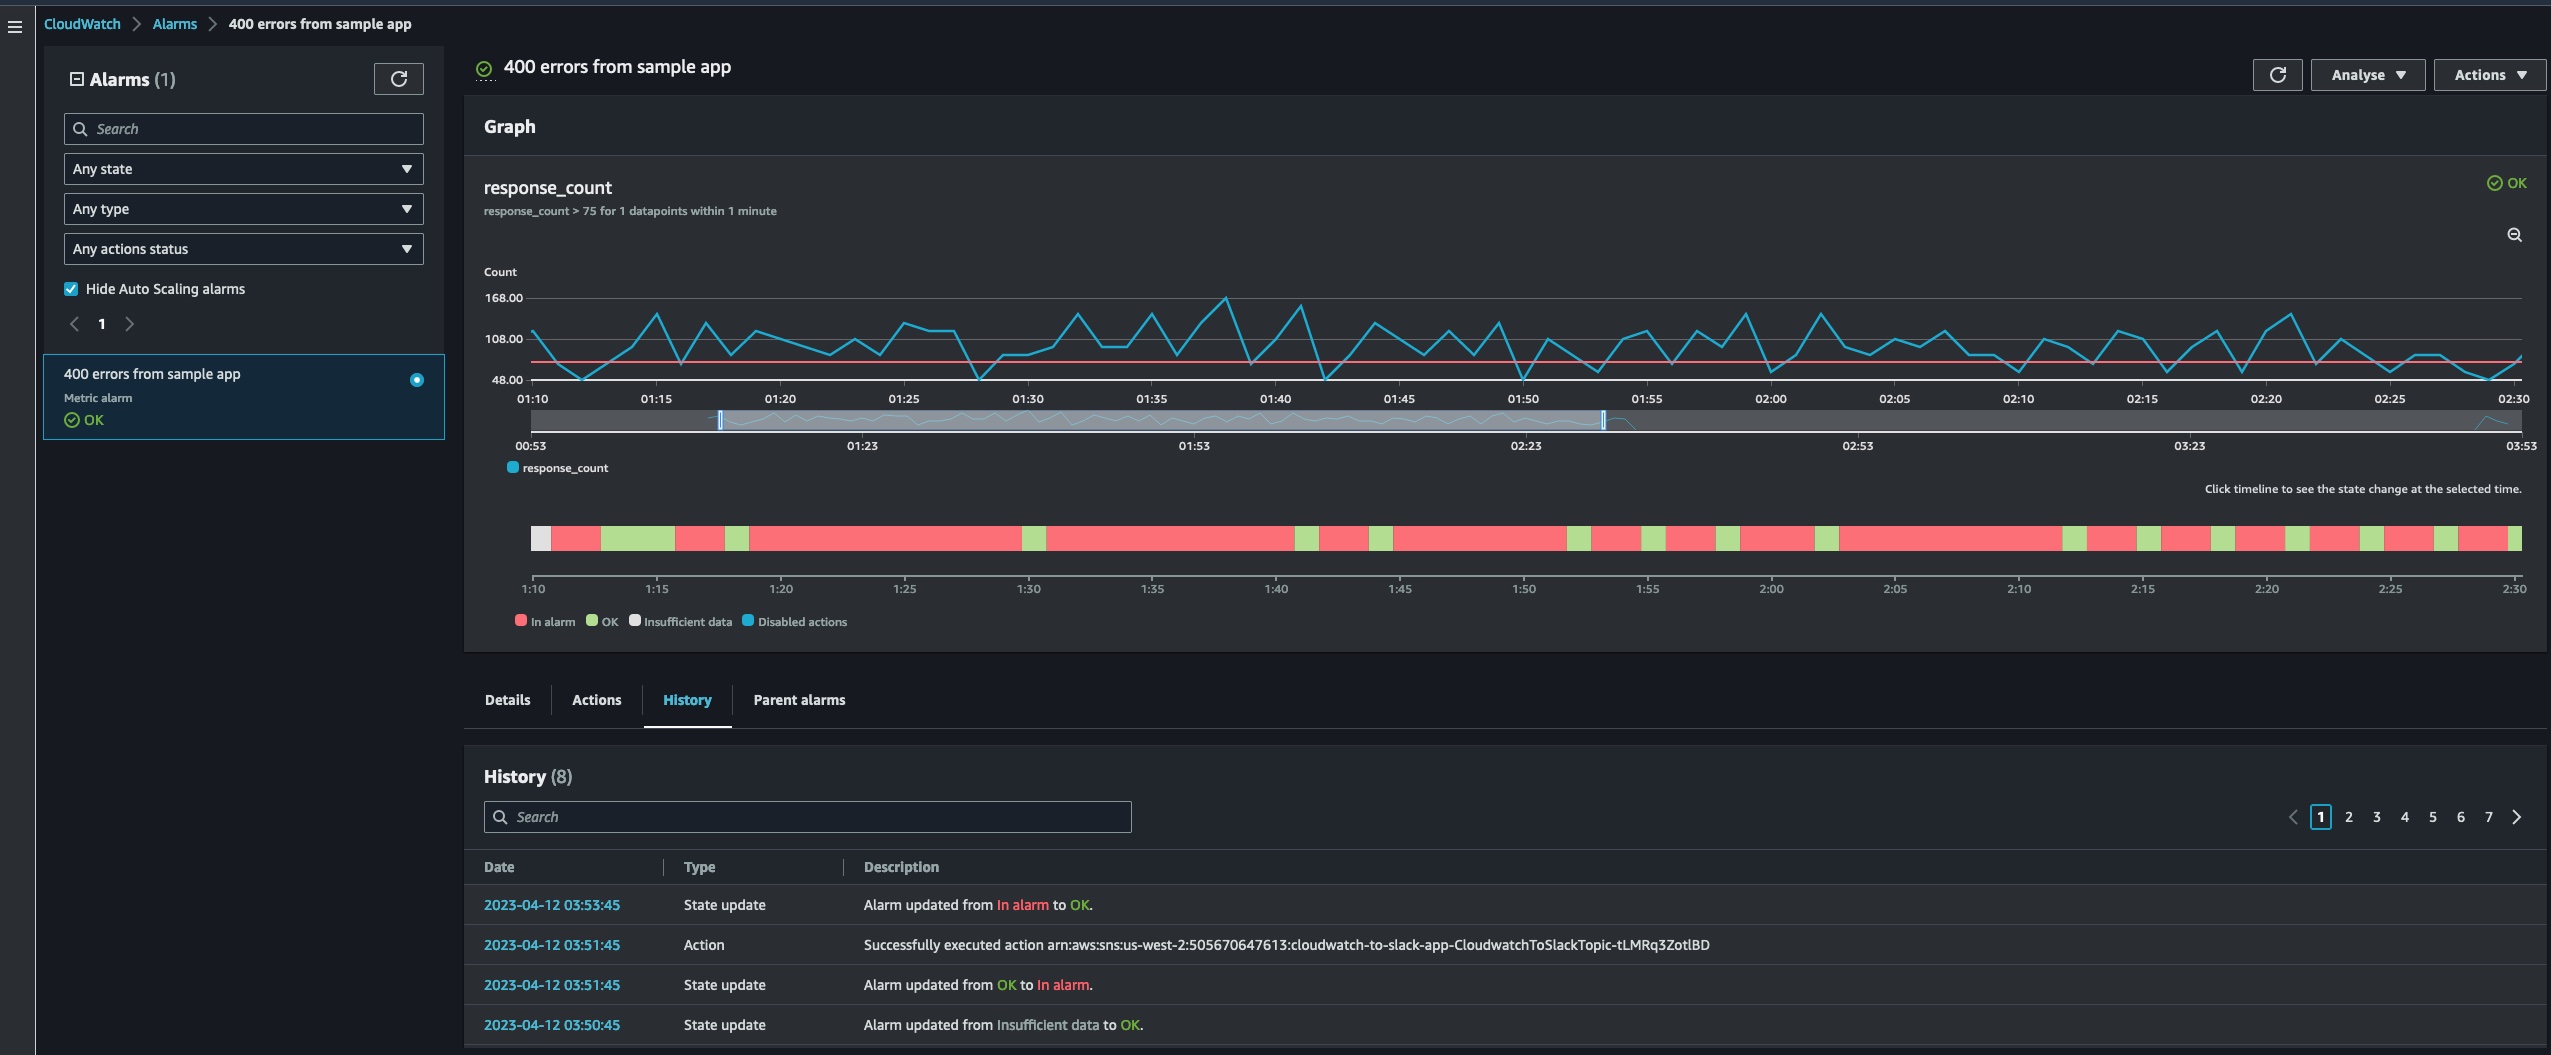 CloudWatch > Alarms > 400 errors from sample app
Alarms (1)
Search
Any state
Any type
Any actions status
Hide Auto Scaling alarms
1
400 errors from sample app
Metric alarm
OK
400 errors from sample app
Analyse
Actions
Graph
response_count
OK
response_count > 75 for 1 datapoints within 1 minute
Count
168.00
108.00
48.00
01:10 01:15 01:20 01:25 01:30 01:35 01:40 01:45 01:50 01:55 02:00 02:05 02:10 02:15 02:20 02:25 02:30
00:53 01:23 01:53 02:23 02:53 03:23 03:53
response_count
Click timeline to see the state change at the selected time.
1:10 1:15 1:20 1:25 1:30 1:35 1:40 1:45 1:50 1:55 2:00 2:05 2:10 2:15 2:20 2:25 2:30
In alarm OK Insufficient data Disabled actions
Details Actions History Parent alarms
History (8)
Search
1 2 3 4 5 6 7
Date Type Description
2023-04-12 03:53:45 State update Alarm updated from In alarm to OK.
2023-04-12 03:51:45 Action Successfully executed action arn:aws:sns:us-west-2:505670647613:cloudwatch-to-slack-app-CloudwatchToSlackTopic-tLMRq3ZotlBD
2023-04-12 03:51:45 State update Alarm updated from OK to In alarm.
2023-04-12 03:50:45 State update Alarm updated from Insufficient data to OK.